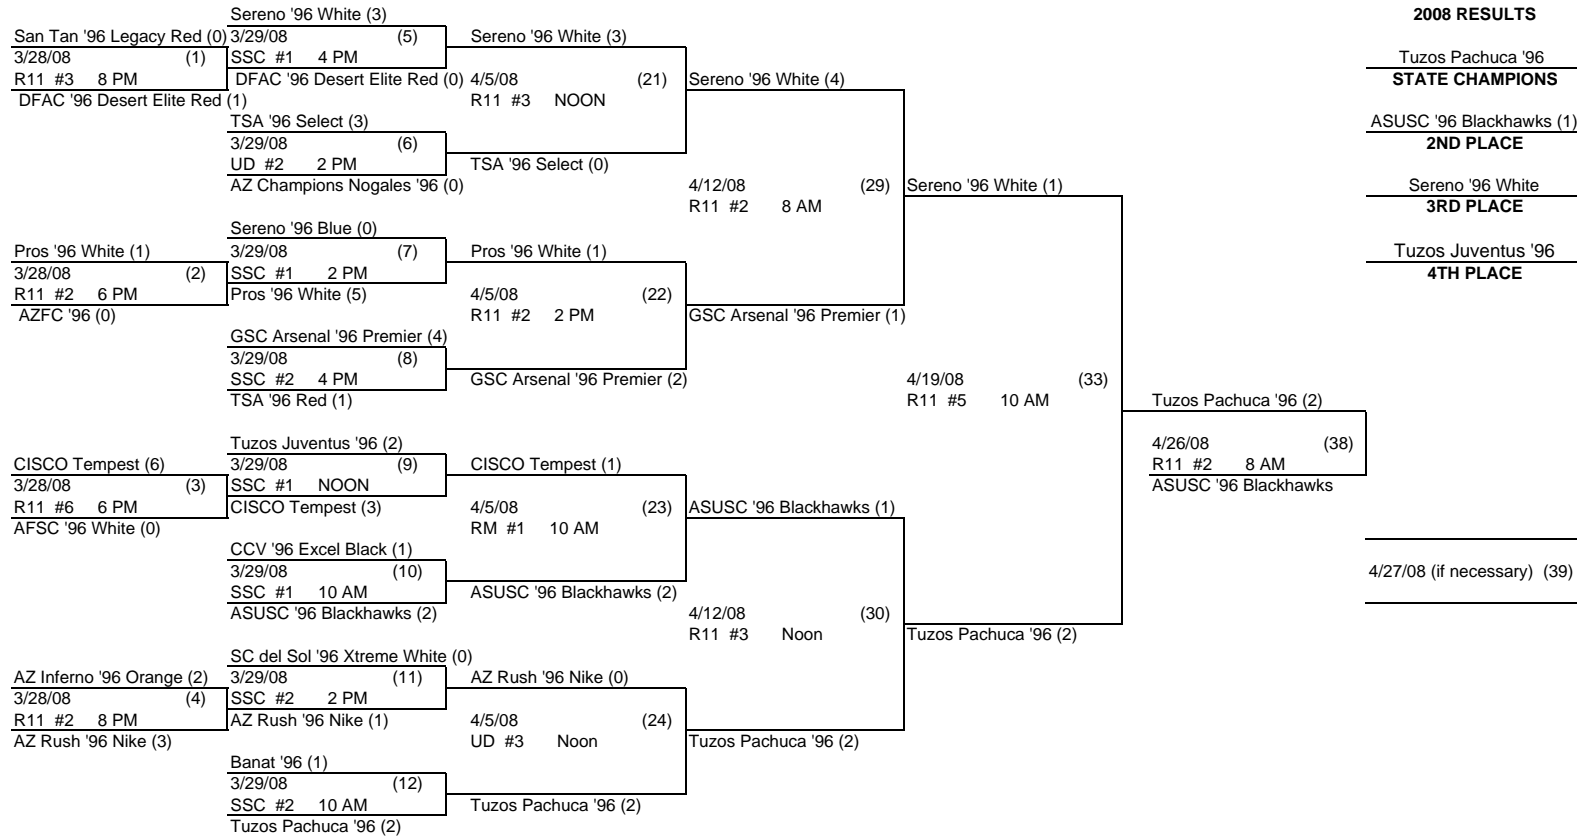 Sereno '96 White (3)
2008 RESULTS
San Tan '96 Legacy Red (0)
3/29/08 (5)
Sereno '96 White (3)
3/28/08 (1)
SSC #1 4 PM
Tuzos Pachuca '96
R11 #3 8 PM
DFAC '96 Desert Elite Red (0)
4/5/08 (21)
Sereno '96 White (4)
STATE CHAMPIONS
DFAC '96 Desert Elite Red (1)
R11 #3 NOON
TSA '96 Select (3)
ASUSC '96 Blackhawks (1)
3/29/08 (6)
2ND PLACE
UD #2 2 PM
TSA '96 Select (0)
AZ Champions Nogales '96 (0)
4/12/08 (29)
Sereno '96 White (1)
Sereno '96 White
R11 #2 8 AM
3RD PLACE
Sereno '96 Blue (0)
Pros '96 White (1)
3/29/08 (7)
Pros '96 White (1)
Tuzos Juventus '96
3/28/08 (2)
SSC #1 2 PM
4TH PLACE
R11 #2 6 PM
Pros '96 White (5)
4/5/08 (22)
AZFC '96 (0)
R11 #2 2 PM
GSC Arsenal '96 Premier (1)
GSC Arsenal '96 Premier (4)
3/29/08 (8)
SSC #2 4 PM
GSC Arsenal '96 Premier (2)
4/19/08 (33)
TSA '96 Red (1)
R11 #5 10 AM
Tuzos Pachuca '96 (2)
Tuzos Juventus '96 (2)
4/26/08 (38)
CISCO Tempest (6)
3/29/08 (9)
CISCO Tempest (1)
R11 #2 8 AM
3/28/08 (3)
SSC #1 NOON
ASUSC '96 Blackhawks
R11 #6 6 PM
CISCO Tempest (3)
4/5/08 (23)
ASUSC '96 Blackhawks (1)
AFSC '96 White (0)
RM #1 10 AM
CCV '96 Excel Black (1)
3/29/08 (10)
4/27/08 (if necessary) (39)
SSC #1 10 AM
ASUSC '96 Blackhawks (2)
ASUSC '96 Blackhawks (2)
4/12/08 (30)
R11 #3 Noon
Tuzos Pachuca '96 (2)
SC del Sol '96 Xtreme White (0)
AZ Inferno '96 Orange (2)
3/29/08 (11)
AZ Rush '96 Nike (0)
3/28/08 (4)
SSC #2 2 PM
R11 #2 8 PM
AZ Rush '96 Nike (1)
4/5/08 (24)
AZ Rush '96 Nike (3)
UD #3 Noon
Tuzos Pachuca '96 (2)
Banat '96 (1)
3/29/08 (12)
SSC #2 10 AM
Tuzos Pachuca '96 (2)
Tuzos Pachuca '96 (2)